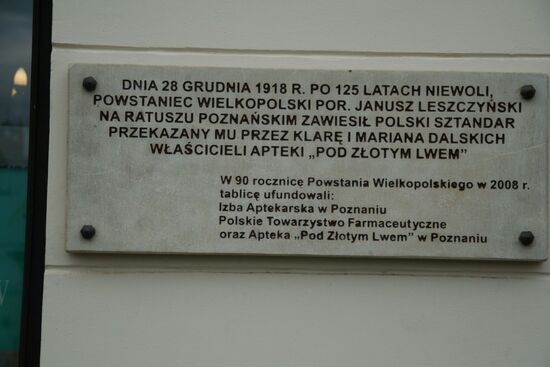 DNIA 28 GRUDNIA 1918 R. PO 125 LATACH NIEWOLI,
POWSTANIEC WIELKOPOLSKI POR. JANUSZ LESZCZYŃSKI
NA RATUSZU POZNAŃSKIM ZAWIESIŁ POLSKI SZTANDAR
PRZEKAZANY MU PRZEZ KLARĘ I MARIANA DALSKICH
WŁAŚCICIELI APTEKI „POD ZŁOTYM LWEM”
W 90 rocznicę Powstania Wielkopolskiego w 2008 r.
tablicę ufundowali:
Izba Aptekarska w Poznaniu
Polskie Towarzystwo Farmaceutyczne
oraz Apteka „Pod Złotym Lwem” w Poznaniu